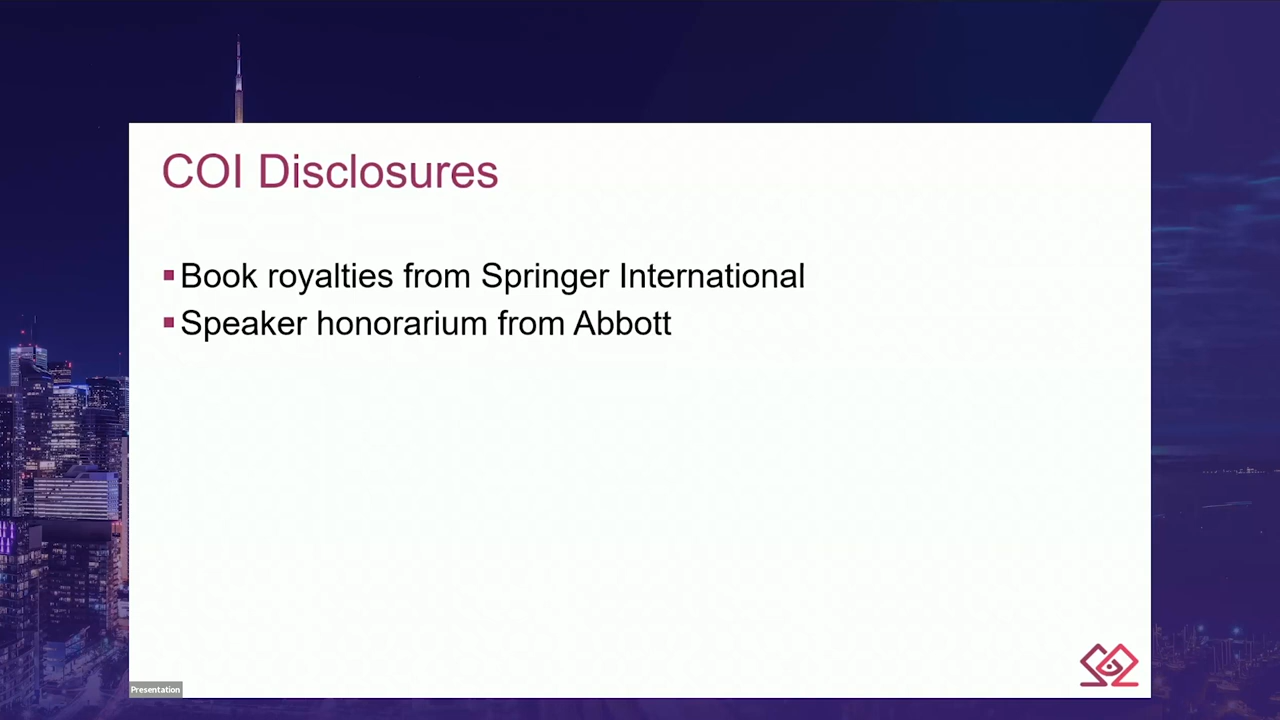 COI Disclosures
Book royalties from Springer International
Speaker honorarium from Abbott
Presentation